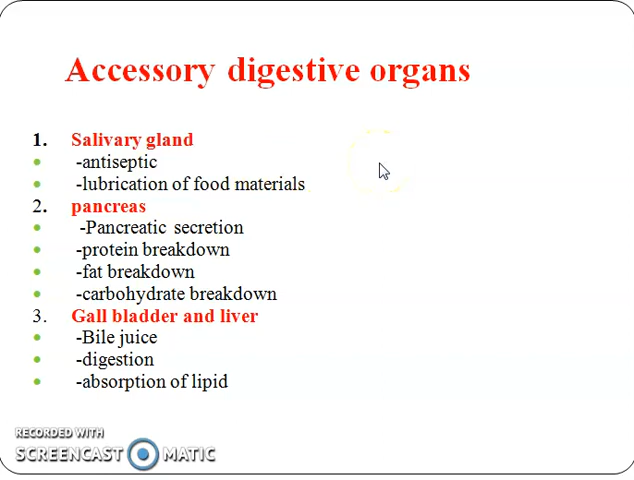 Accessory digestive organs
1. Salivary gland
• -antiseptic
• -lubrication of food materials
2. pancreas
• -Pancreatic secretion
• -protein breakdown
• -fat breakdown
• -carbohydrate breakdown
3. Gall bladder and liver
• -Bile juice
• -digestion
• -absorption of lipid
RECORDED WITH
SCREENCAST MATIC